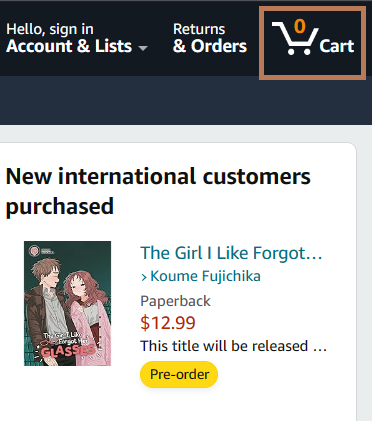 Hello, sign in
Account & Lists
Returns
& Orders
0
Cart
New international customers
purchased
The Girl I Like
Forgot Her
GLASSES
The Girl I Like Forgot…
› Koume Fujichika
Paperback
$12.99
This title will be released …
Pre-order